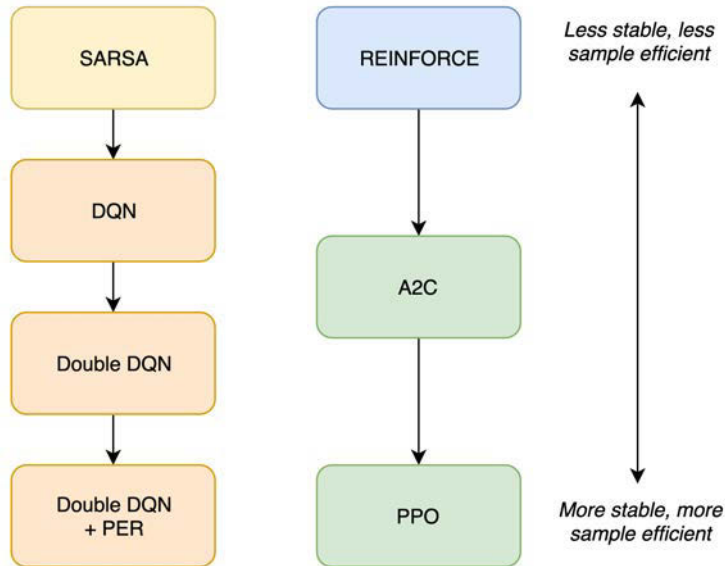 SARSA
REINFORCE
Less stable, less
sample efficient
DQN
A2C
Double DQN
Double DQN
+ PER
PPO
More stable, more
sample efficient